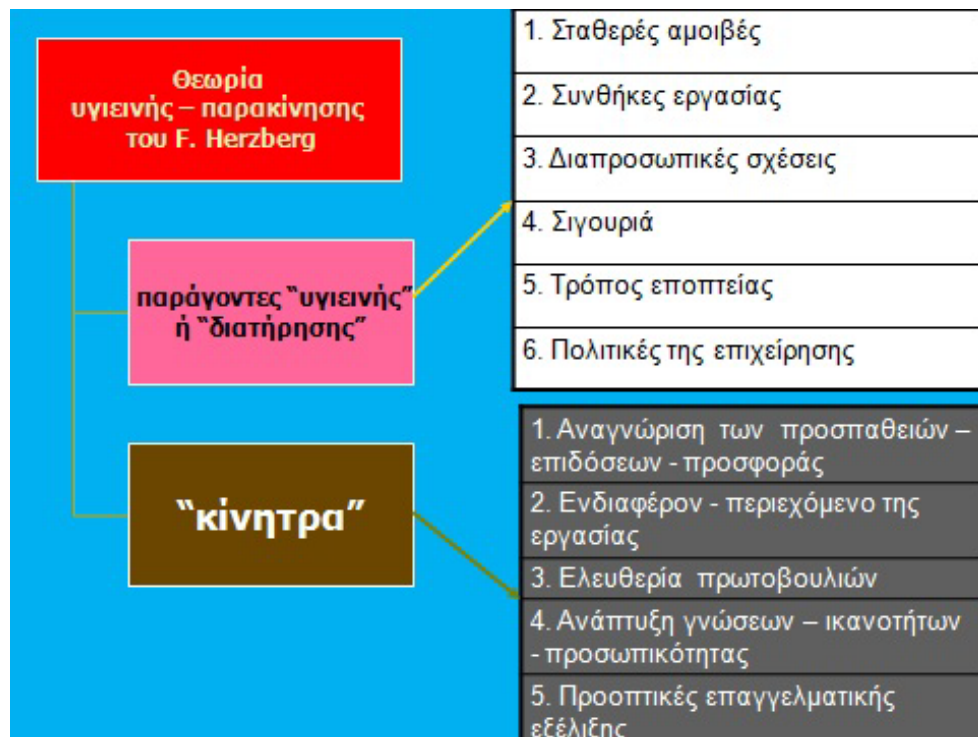 Θεωρία
υγιεινής – παρακίνησης
του F. Herzberg
παράγοντες “υγιεινής”
ή “διατήρησης”
“κίνητρα”
1. Σταθερές αμοιβές
2. Συνθήκες εργασίας
3. Διαπροσωπικές σχέσεις
4. Σιγουριά
5. Τρόπος εποπτείας
6. Πολιτικές της επιχείρησης
1. Αναγνώριση των προσπαθειών –
επιδόσεων - προσφοράς
2. Ενδιαφέρον - περιεχόμενο της
εργασίας
3. Ελευθερία πρωτοβουλιών
4. Ανάπτυξη γνώσεων – ικανοτήτων
- προσωπικότητας
5. Προοπτικές επαγγελματικής
εξέλιξης